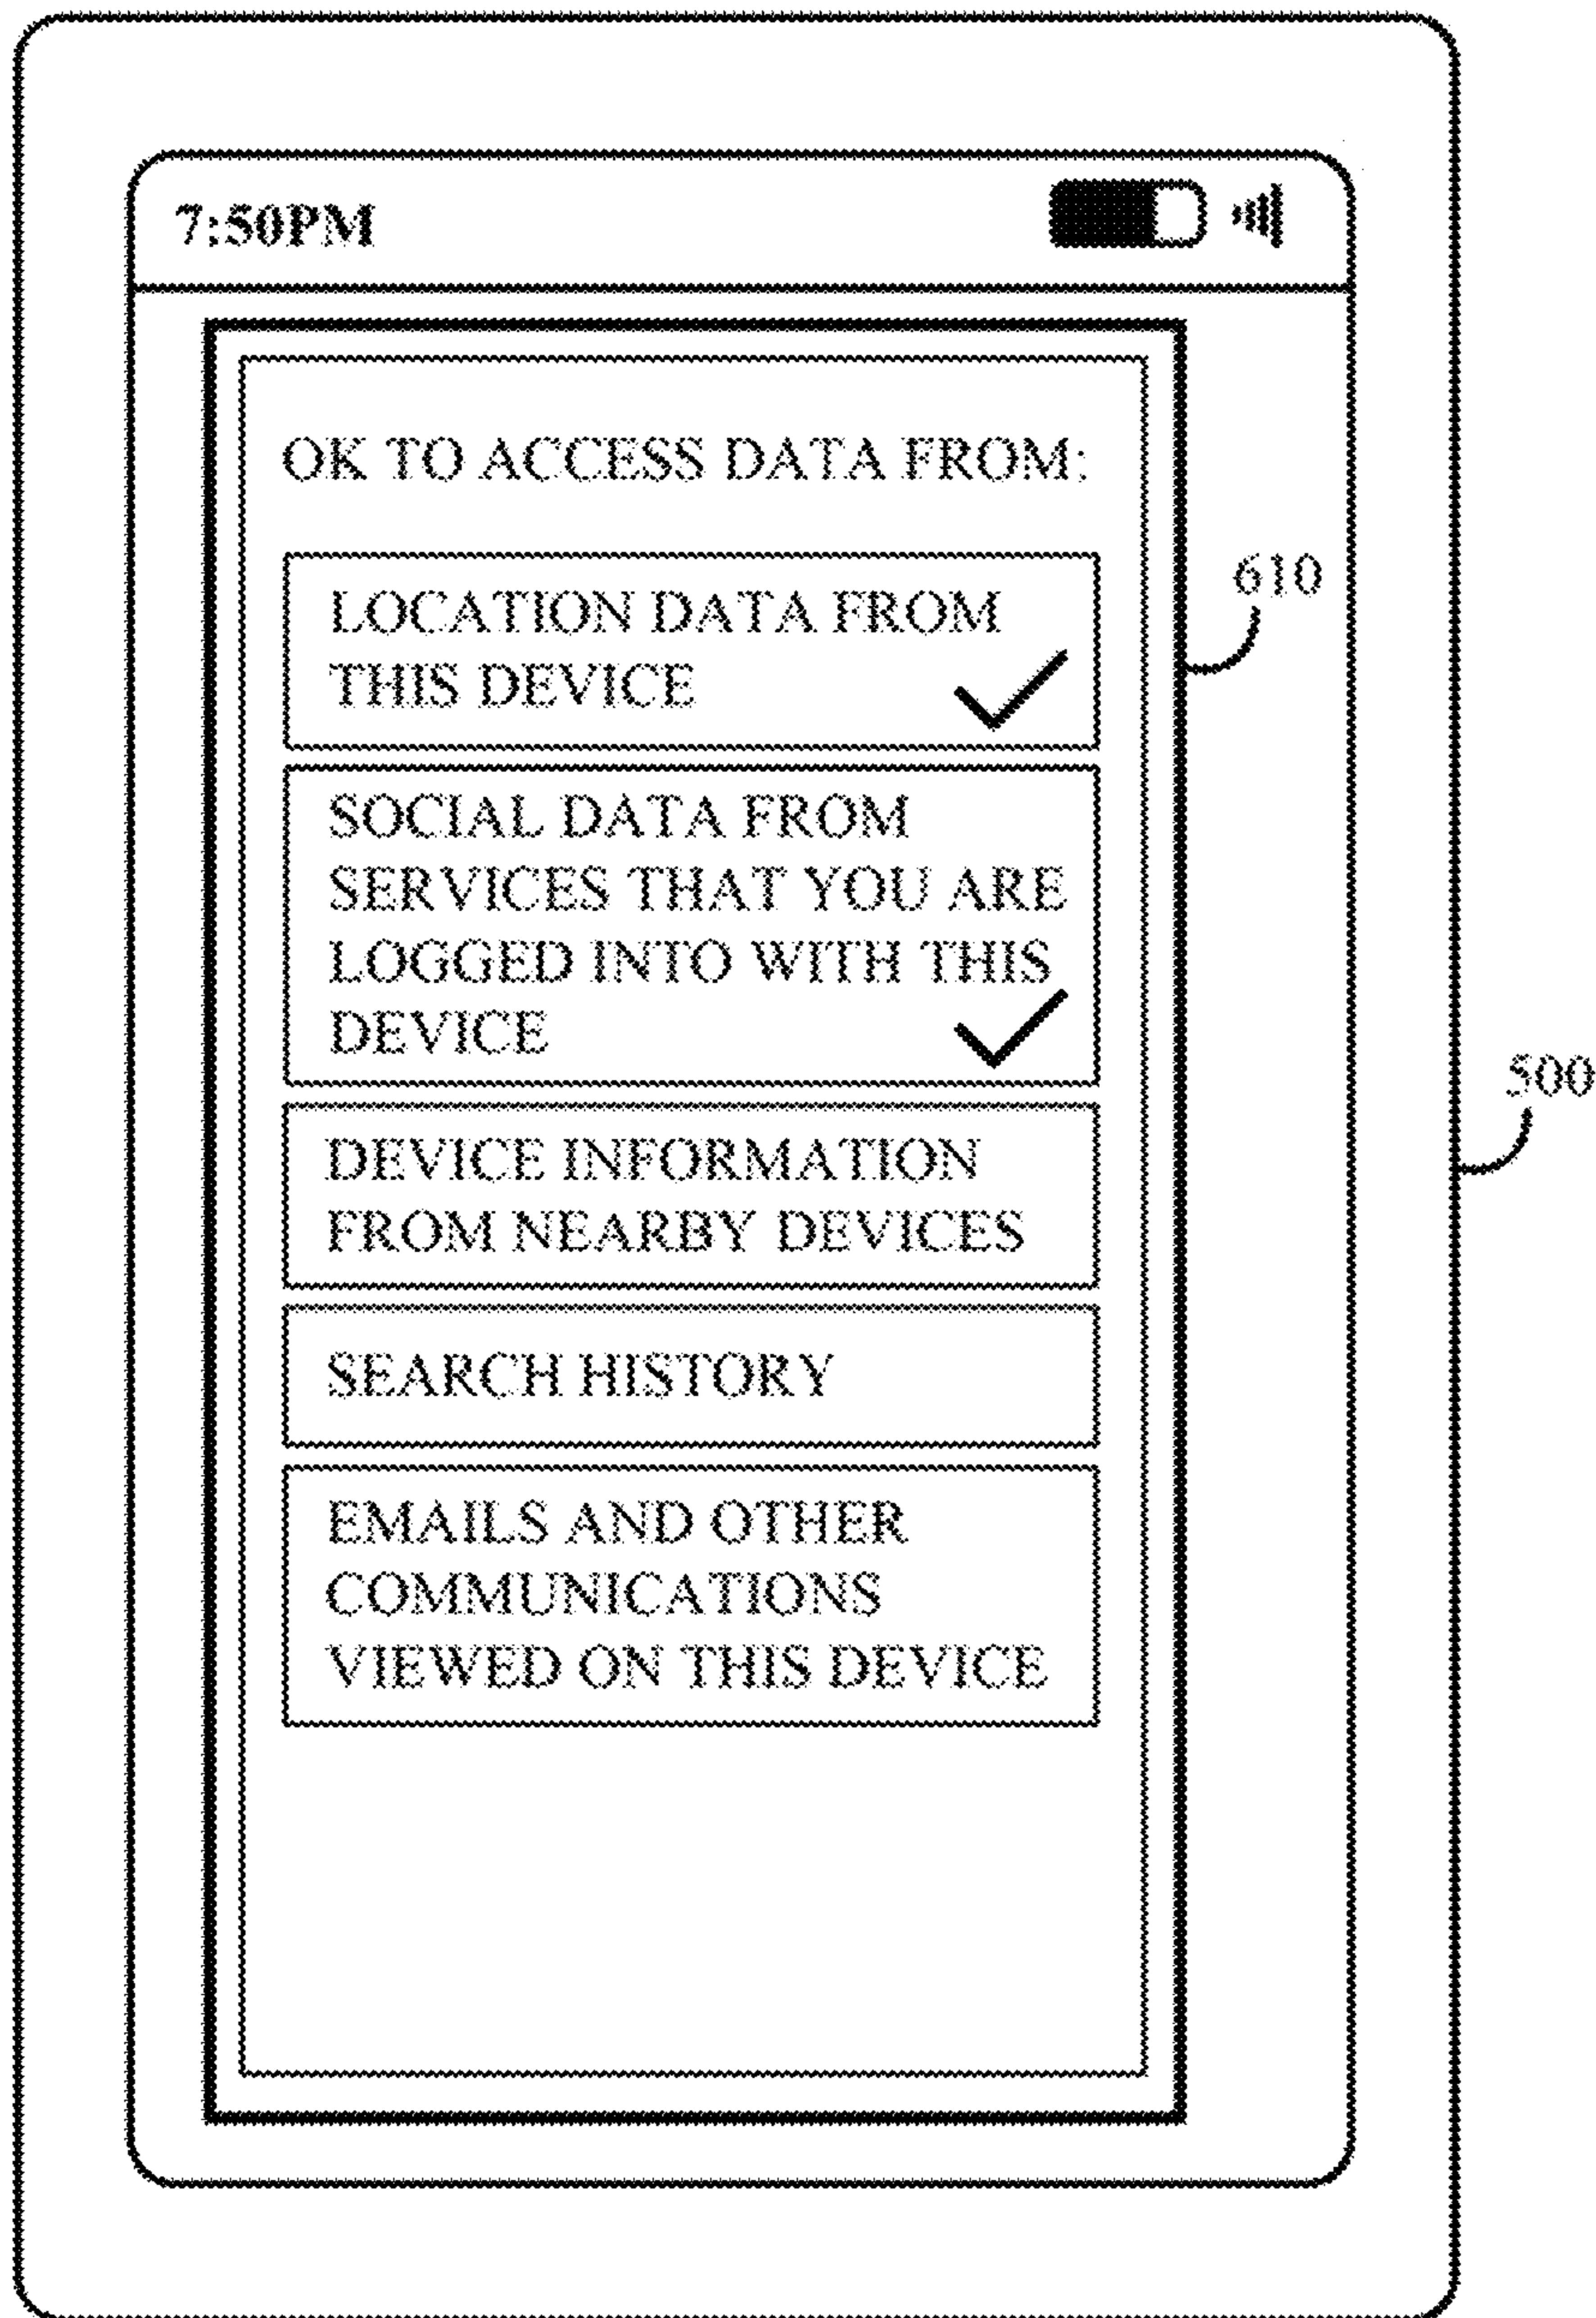 7:50PM
OK TO ACCESS DATA FROM:
LOCATION DATA FROM
THIS DEVICE
610
SOCIAL DATA FROM
SERVICES THAT YOU ARE
LOGGED INTO WITH THIS
DEVICE
500
DEVICE INFORMATION
FROM NEARBY DEVICES
SEARCH HISTORY
EMAILS AND OTHER
COMMUNICATIONS
VIEWED ON THIS DEVICE